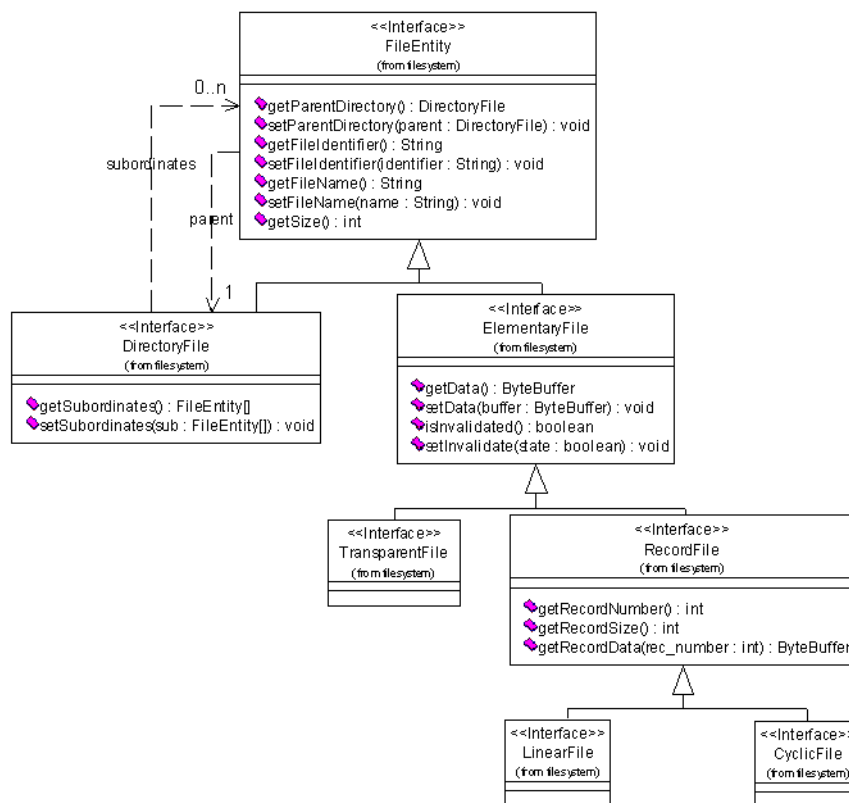 <<Interface>>
FileEntity
(from filesystem)
getParentDirectory() : DirectoryFile
setParentDirectory(parent : DirectoryFile) : void
getFileIdentifier() : String
setFileIdentifier(identifier : String) : void
getFileName() : String
setFileName(name : String) : void
getSize() : int
0..n
subordinates
parent
1
<<Interface>>
DirectoryFile
(from filesystem)
getSubordinates() : FileEntity[]
setSubordinates(sub : FileEntity[]) : void
<<Interface>>
ElementaryFile
(from filesystem)
getData() : ByteBuffer
setData(buffer : ByteBuffer) : void
isInvalidated() : boolean
setInvalidate(state : boolean) : void
<<Interface>>
TransparentFile
(from filesystem)
<<Interface>>
RecordFile
(from filesystem)
getRecordNumber() : int
getRecordSize() : int
getRecordData(rec_number : int) : ByteBuffer
<<Interface>>
LinearFile
(from filesystem)
<<Interface>>
CyclicFile
(from filesystem)